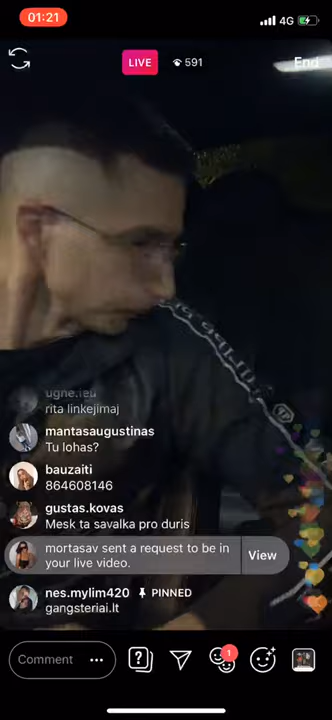 01:21
4G
LIVE
591
End
ugne.leu
rita linkejimaj
mantasaugustinas
Tu lohas?
bauzaiti
864608146
gustas.kovas
Mesk ta savalka pro duris
mortasav sent a request to be in
your live video.
View
nes.mylim420 PINNED
gangsteriai.lt
Comment
1